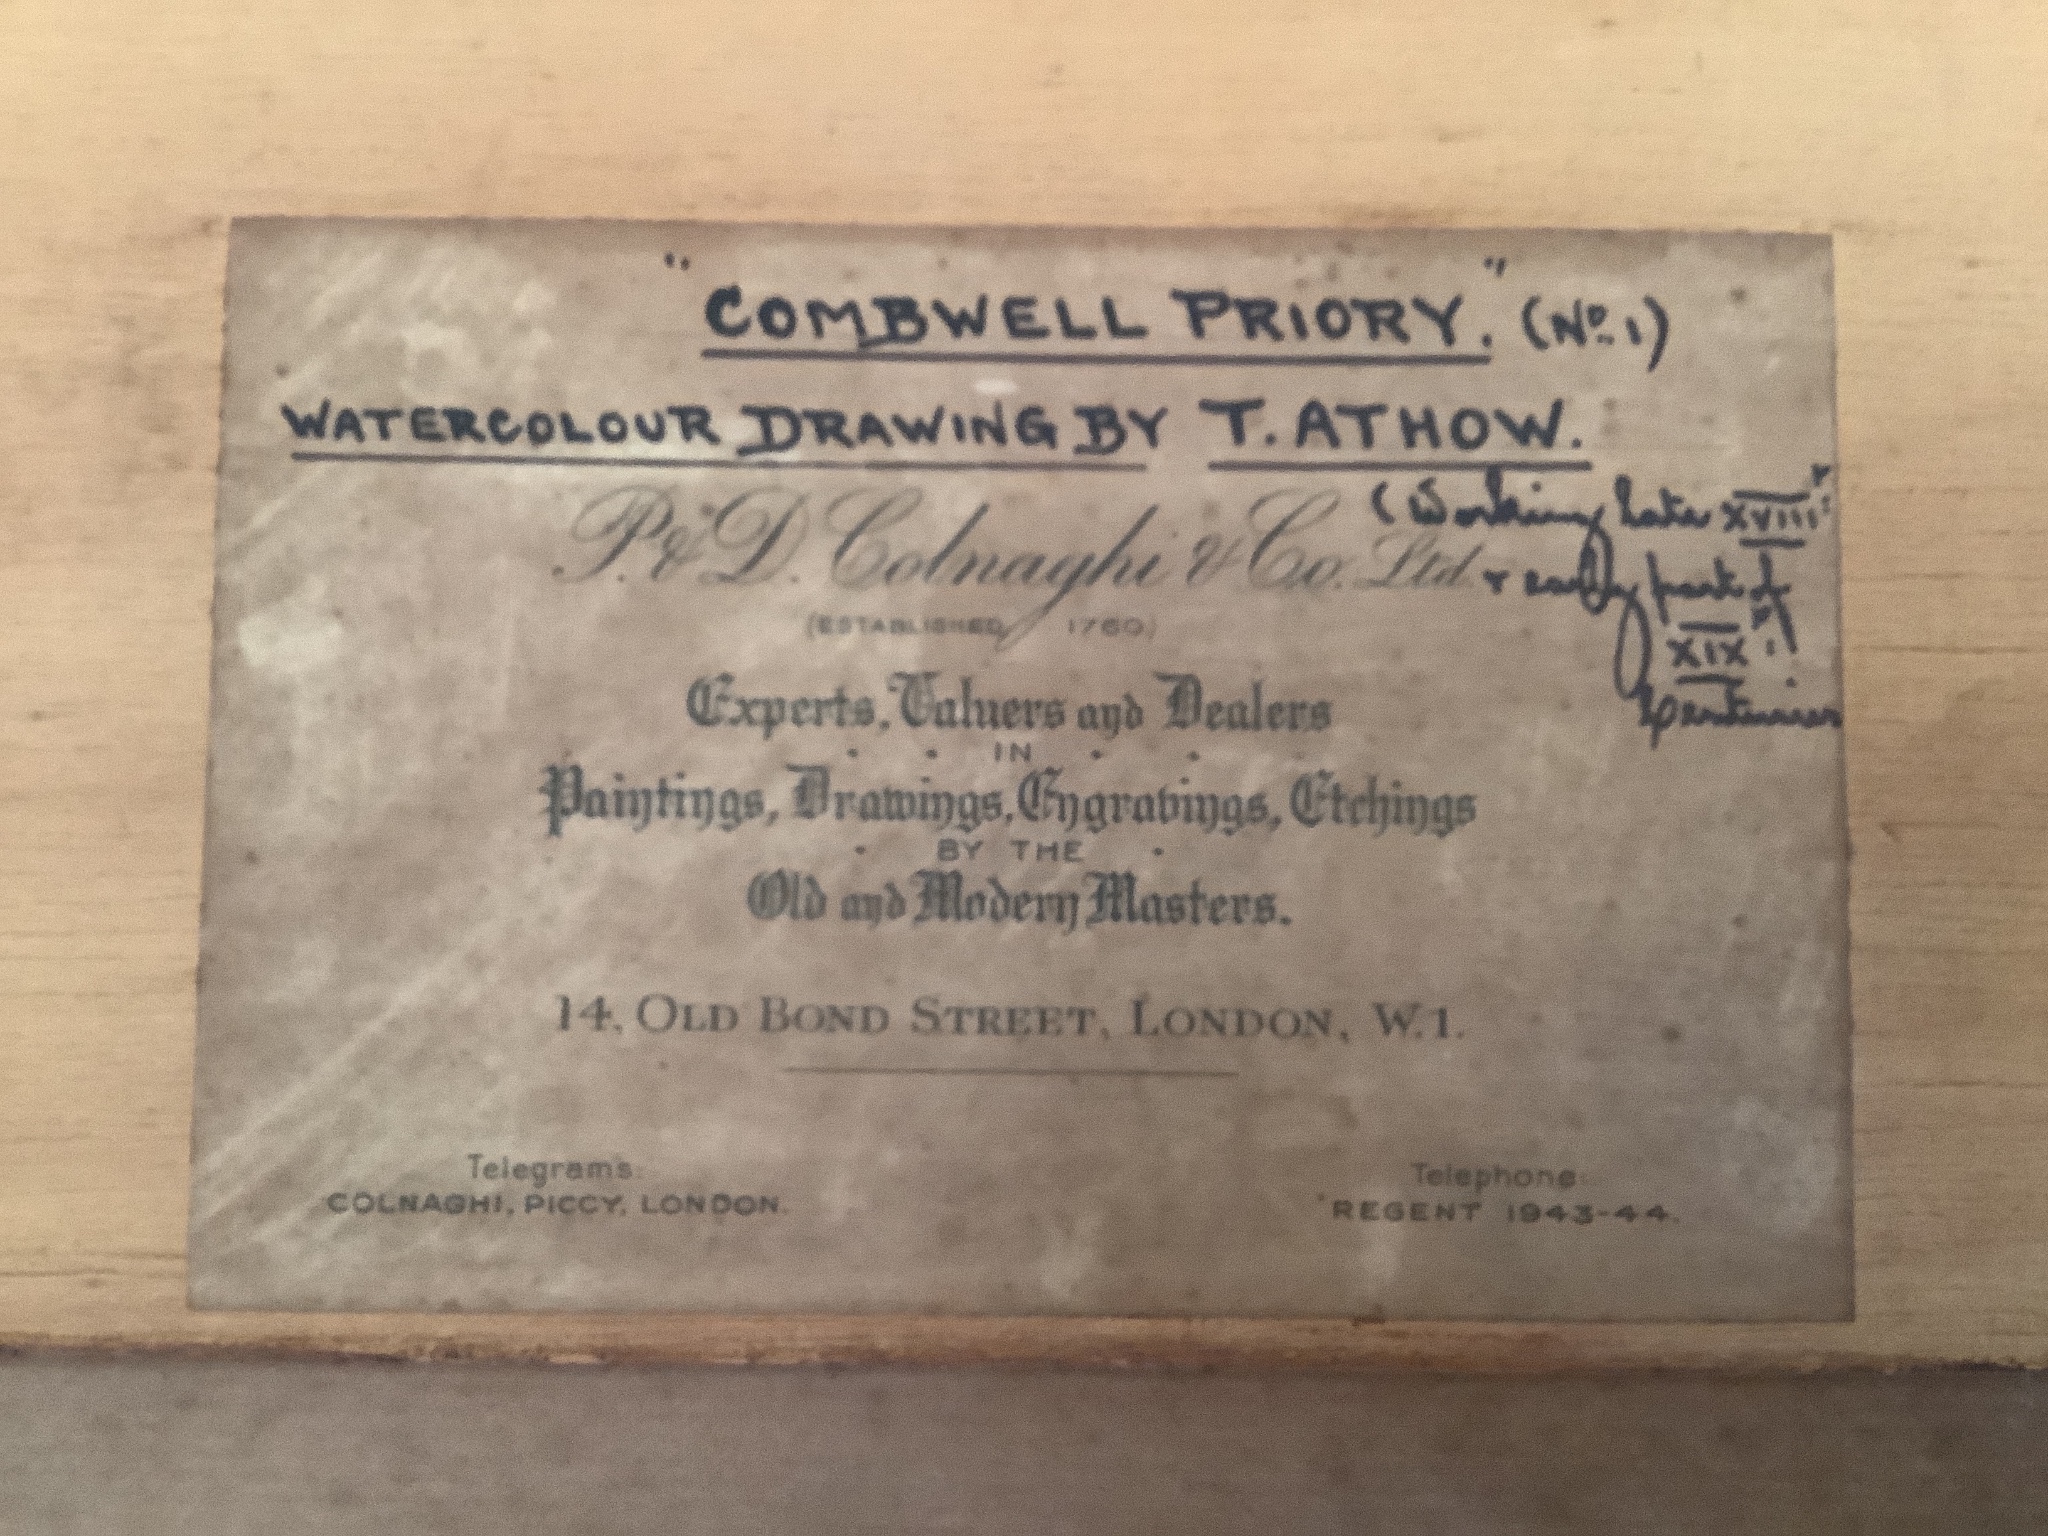 "COMBWELL PRIORY." (No. 1)
WATERCOLOUR DRAWING BY T. ATHOW.
(Working late XVIII:
& early part of
XIX:
Centuries
P. & D. Colnaghi & Co. Ltd.
(ESTABLISHED 1760)
Experts, Valuers and Dealers
IN
Paintings, Drawings, Engravings, Etchings
BY THE
Old and Modern Masters.
14, OLD BOND STREET, LONDON, W.1.
Telegrams:
COLNAGHI, PICCY, LONDON.
Telephone:
REGENT 1943-44.